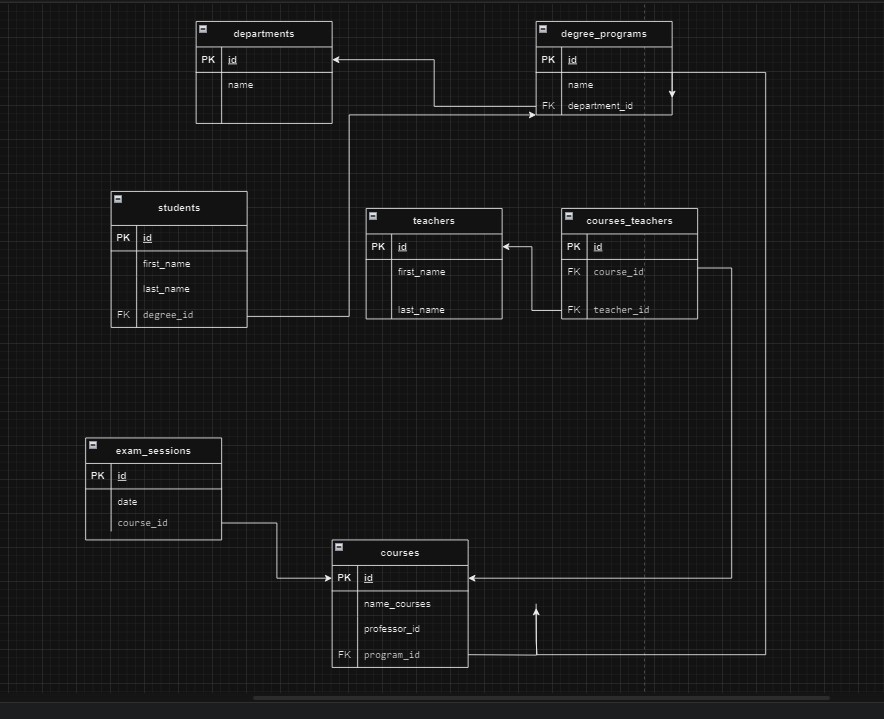 departments
PK id
name
degree_programs
PK id
name
FK department_id
students
PK id
first_name
last_name
FK degree_id
teachers
PK id
first_name
last_name
courses_teachers
PK id
FK course_id
FK teacher_id
exam_sessions
PK id
date
course_id
courses
PK id
name_courses
professor_id
FK program_id